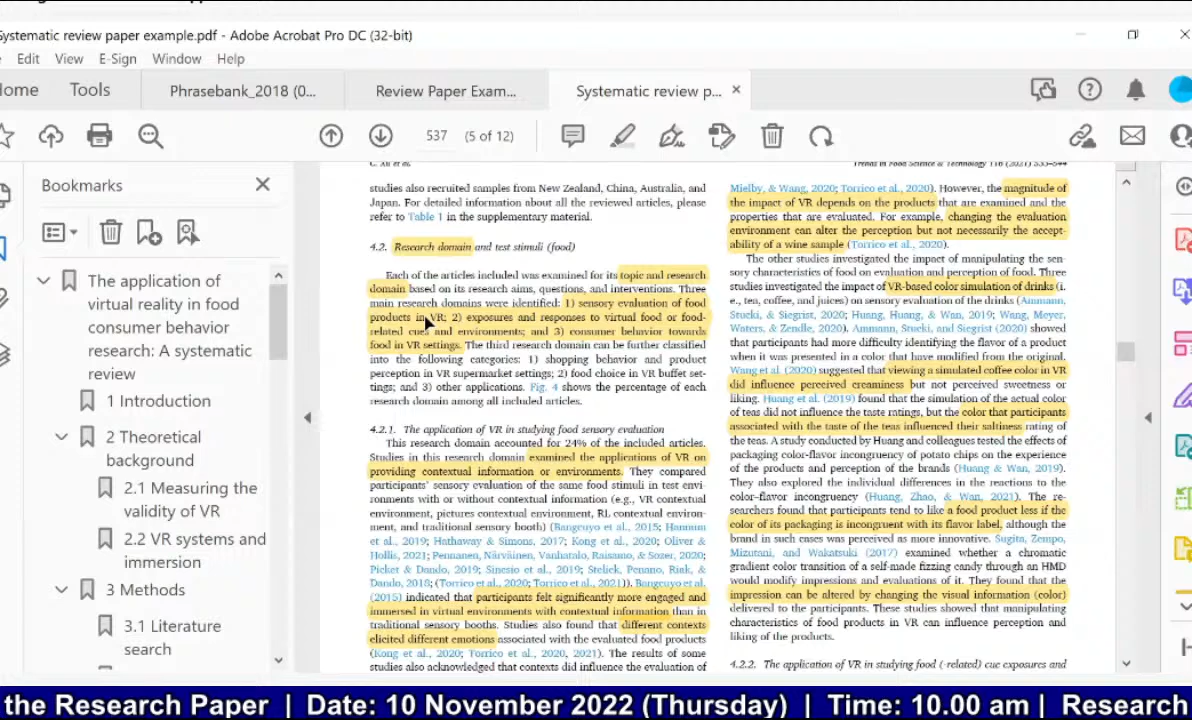 Systematic review paper example.pdf - Adobe Acrobat Pro DC (32-bit)
Edit View E-Sign Window Help
Home Tools Phrasebank_2018 (0... Review Paper Exam... Systematic review p... ×
537 (5 of 12)
Bookmarks
The application of
virtual reality in food
consumer behavior
research: A systematic
review
1 Introduction
2 Theoretical
background
2.1 Measuring the
validity of VR
2.2 VR systems and
immersion
3 Methods
3.1 Literature
search
Trends in Food Science & Technology 116 (2021) 533–544
studies also recruited samples from New Zealand, China, Australia, and
Japan. For detailed information about all the reviewed articles, please
refer to Table 1 in the supplementary material.
4.2. Research domain and test stimuli (food)
Each of the articles included was examined for its topic and research
domain based on its research aims, questions, and interventions. Three
main research domains were identified: 1) sensory evaluation of food
products in VR; 2) exposures and responses to virtual food or food-
related cues and environments; and 3) consumer behavior towards
food in VR settings. The third research domain can be further classified
into the following categories: 1) shopping behavior and product
perception in VR supermarket settings; 2) food choice in VR buffet set-
tings; and 3) other applications. Fig. 4 shows the percentage of each
research domain among all included articles.
4.2.1. The application of VR in studying food sensory evaluation
This research domain accounted for 24% of the included articles.
Studies in this research domain examined the applications of VR on
providing contextual information or environments. They compared
participants' sensory evaluation of the same food stimuli in test envi-
ronments with or without contextual information (e.g., VR contextual
environment, pictures contextual environment, RL contextual environ-
ment, and traditional sensory booth) (Bangcuyo et al., 2015; Hannum
et al., 2019; Hathaway & Simons, 2017; Kong et al., 2020; Oliver &
Hollis, 2021; Pennanen, Närväinen, Vanhatalo, Raisamo, & Sozer, 2020;
Picket & Dando, 2019; Sinesio et al., 2019; Stelick, Penano, Riak, &
Dando, 2018; (Torrico et al., 2020; Torrico et al., 2021)). Bangcuyo et al.
(2015) indicated that participants felt significantly more engaged and
immersed in virtual environments with contextual information than in
traditional sensory booths. Studies also found that different contexts
elicited different emotions associated with the evaluated food products
(Kong et al., 2020; Torrico et al., 2020, 2021). The results of some
studies also acknowledged that contexts did influence the evaluation of
Mielby, & Wang, 2020; Torrico et al., 2020). However, the magnitude of
the impact of VR depends on the products that are examined and the
properties that are evaluated. For example, changing the evaluation
environment can alter the perception but not necessarily the accept-
ability of a wine sample (Torrico et al., 2020).
The other studies investigated the impact of manipulating the sen-
sory characteristics of food on evaluation and perception of food. Three
studies investigated the impact of VR-based color simulation of drinks (i.
e., tea, coffee, and juices) on sensory evaluation of the drinks (Ammann,
Stucki, & Siegrist, 2020; Huang, Huang, & Wan, 2019; Wang, Meyer,
Waters, & Zendle, 2020). Ammann, Stucki, and Siegrist (2020) showed
that participants had more difficulty identifying the flavor of a product
when it was presented in a color that have modified from the original.
Wang et al. (2020) suggested that viewing a simulated coffee color in VR
did influence perceived creaminess but not perceived sweetness or
liking. Huang et al. (2019) found that the simulation of the actual color
of teas did not influence the taste ratings, but the color that participants
associated with the taste of the teas influenced their saltiness rating of
the teas. A study conducted by Huang and colleagues tested the effects of
packaging color-flavor incongruency of potato chips on the experience
of the products and perception of the brands (Huang & Wan, 2019).
They also explored the individual differences in the reactions to the
color-flavor incongruency (Huang, Zhao, & Wan, 2021). The re-
searchers found that participants tend to like a food product less if the
color of its packaging is incongruent with its flavor label, although the
brand in such cases was perceived as more innovative. Sugita, Zempo,
Mizutani, and Wakatsuki (2017) examined whether a chromatic
gradient color transition of a self-made fizzing candy through an HMD
would modify impressions and evaluations of it. They found that the
impression can be altered by changing the visual information (color)
delivered to the participants. These studies showed that manipulating
characteristics of food products in VR can influence perception and
liking of the products.
4.2.2. The application of VR in studying food (-related) cue exposures and
the Research Paper | Date: 10 November 2022 (Thursday) | Time: 10.00 am | Research